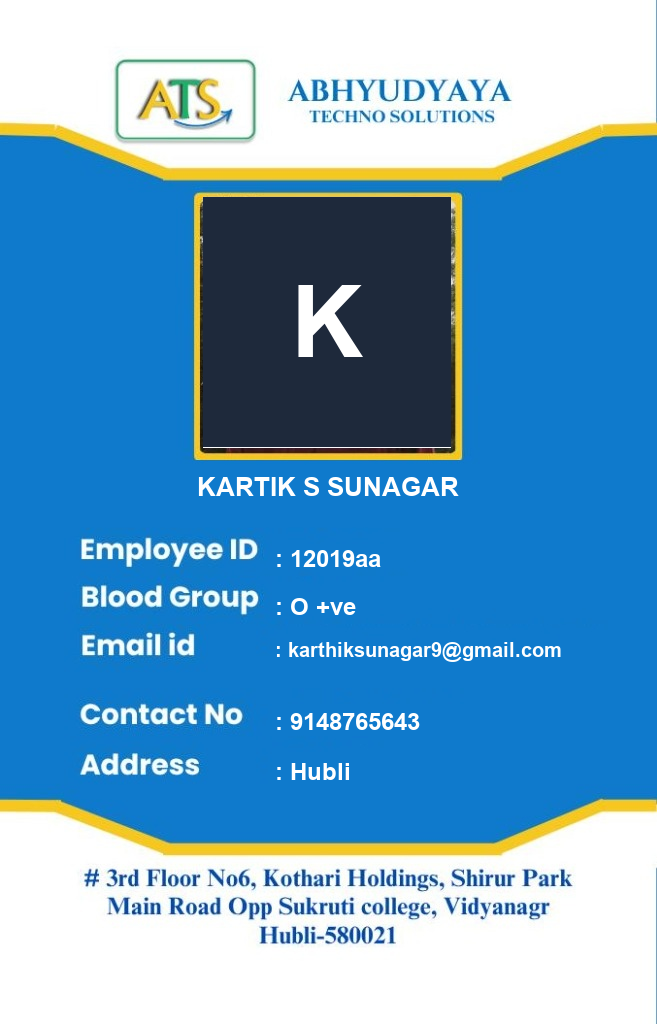 ATS
ABHYUDYAYA
TECHNO SOLUTIONS
K
KARTIK S SUNAGAR
Employee ID : 12019aa
Blood Group : O +ve
Email id : karthiksunagar9@gmail.com
Contact No : 9148765643
Address : Hubli
# 3rd Floor No6, Kothari Holdings, Shirur Park
Main Road Opp Sukruti college, Vidyanagr
Hubli-580021